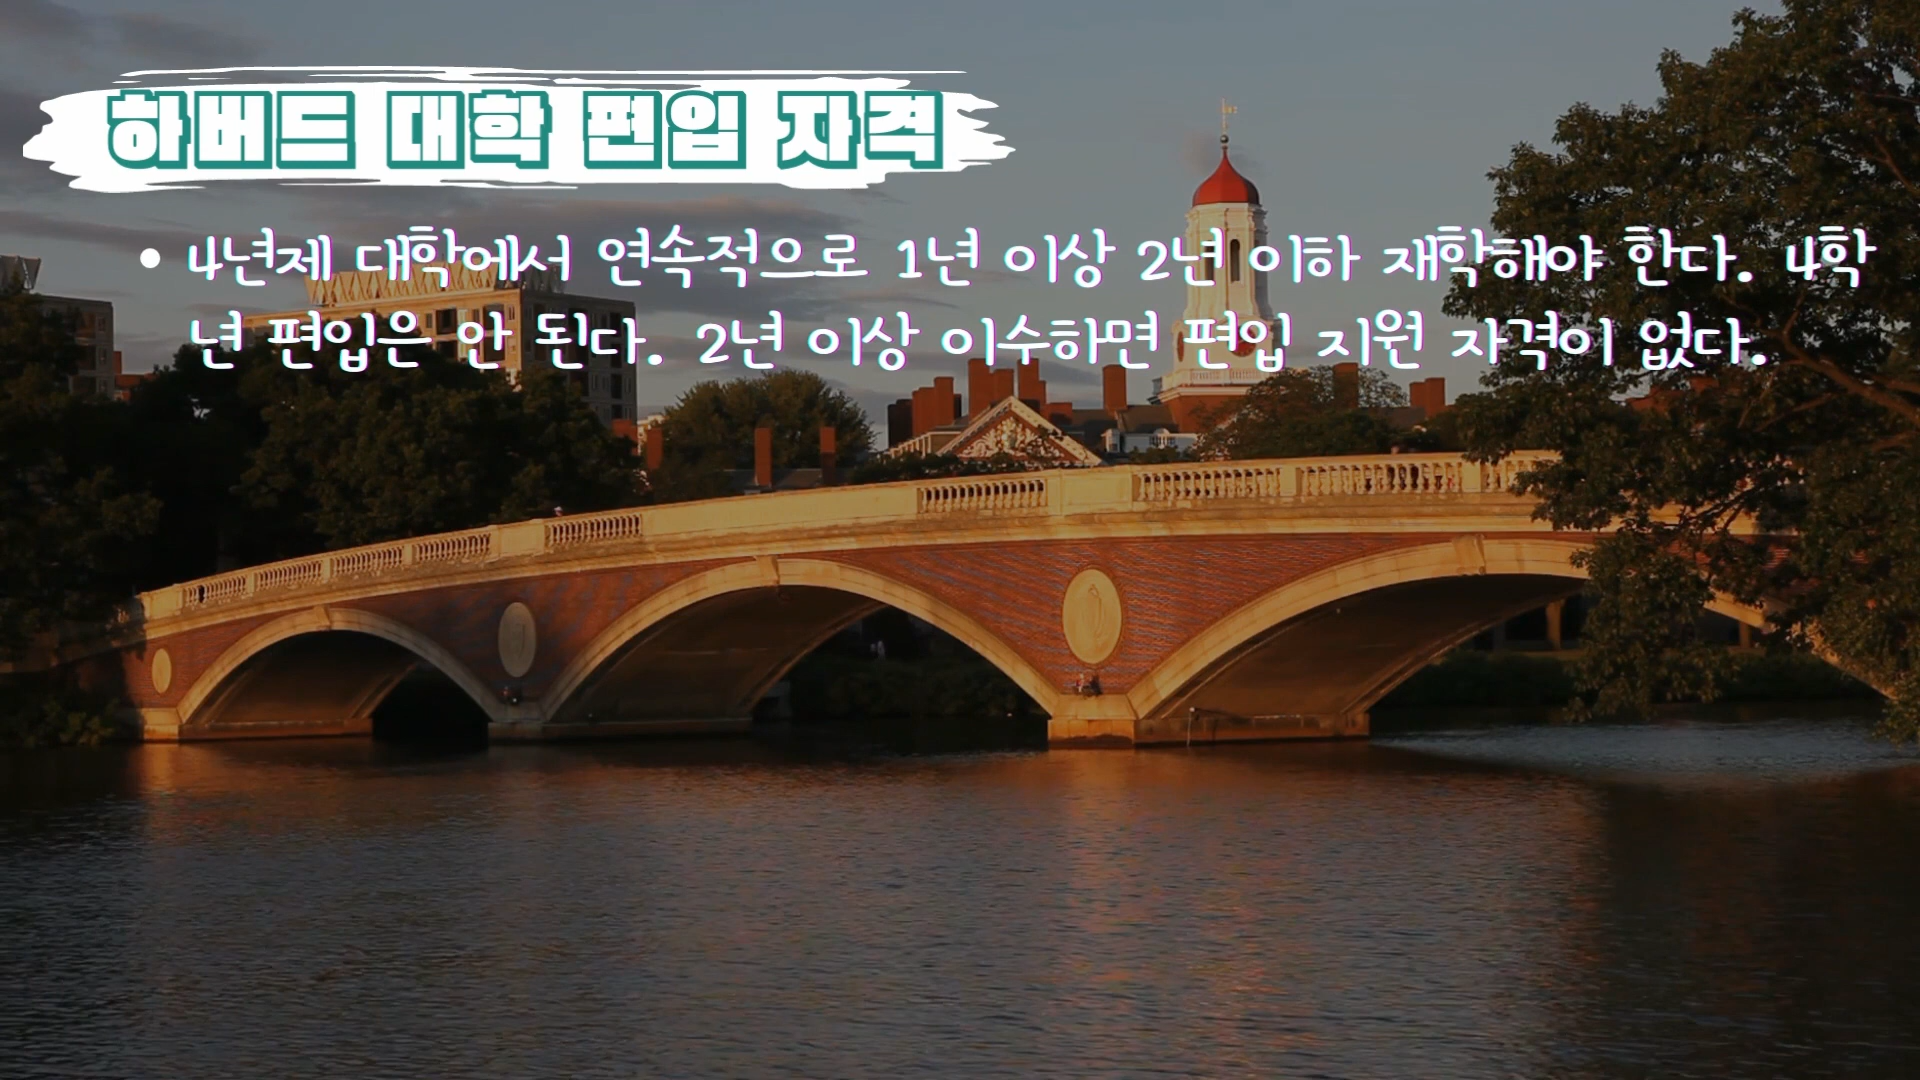 하버드 대학 편입 자격
• 4년제 대학에서 연속적으로 1년 이상 2년 이하 재학해야 한다. 4학
년 편입은 안 된다. 2년 이상 이수하면 편입 지원 자격이 없다.